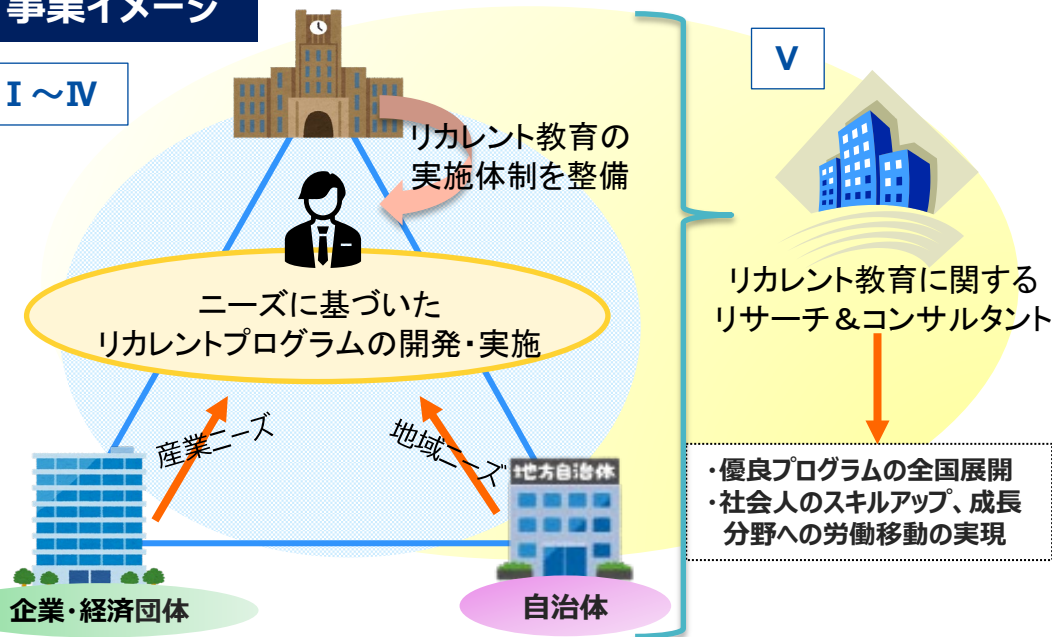 事業イメージ
Ⅰ～Ⅳ
Ⅴ
リカレント教育の
実施体制を整備
ニーズに基づいた
リカレントプログラムの開発・実施
産業ニーズ
地域ニーズ
地方自治体
企業・経済団体
自治体
リカレント教育に関する
リサーチ＆コンサルタント
・優良プログラムの全国展開
・社会人のスキルアップ、成長
分野への労働移動の実現